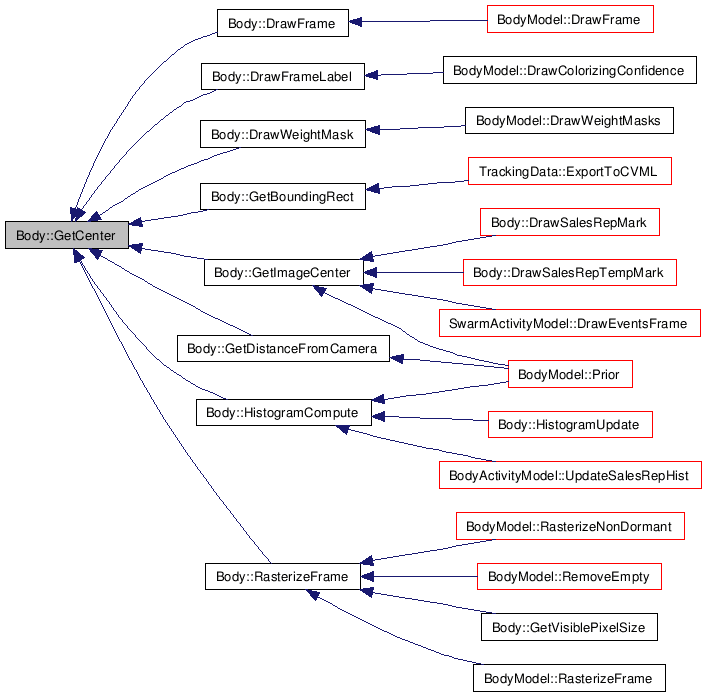 Body::DrawFrame
BodyModel::DrawFrame
Body::DrawFrameLabel
BodyModel::DrawColorizingConfidence
Body::DrawWeightMask
BodyModel::DrawWeightMasks
Body::GetBoundingRect
TrackingData::ExportToCVML
Body::GetCenter
Body::DrawSalesRepMark
Body::GetImageCenter
Body::DrawSalesRepTempMark
SwarmActivityModel::DrawEventsFrame
Body::GetDistanceFromCamera
BodyModel::Prior
Body::HistogramCompute
Body::HistogramUpdate
BodyActivityModel::UpdateSalesRepHist
BodyModel::RasterizeNonDormant
Body::RasterizeFrame
BodyModel::RemoveEmpty
Body::GetVisiblePixelSize
BodyModel::RasterizeFrame